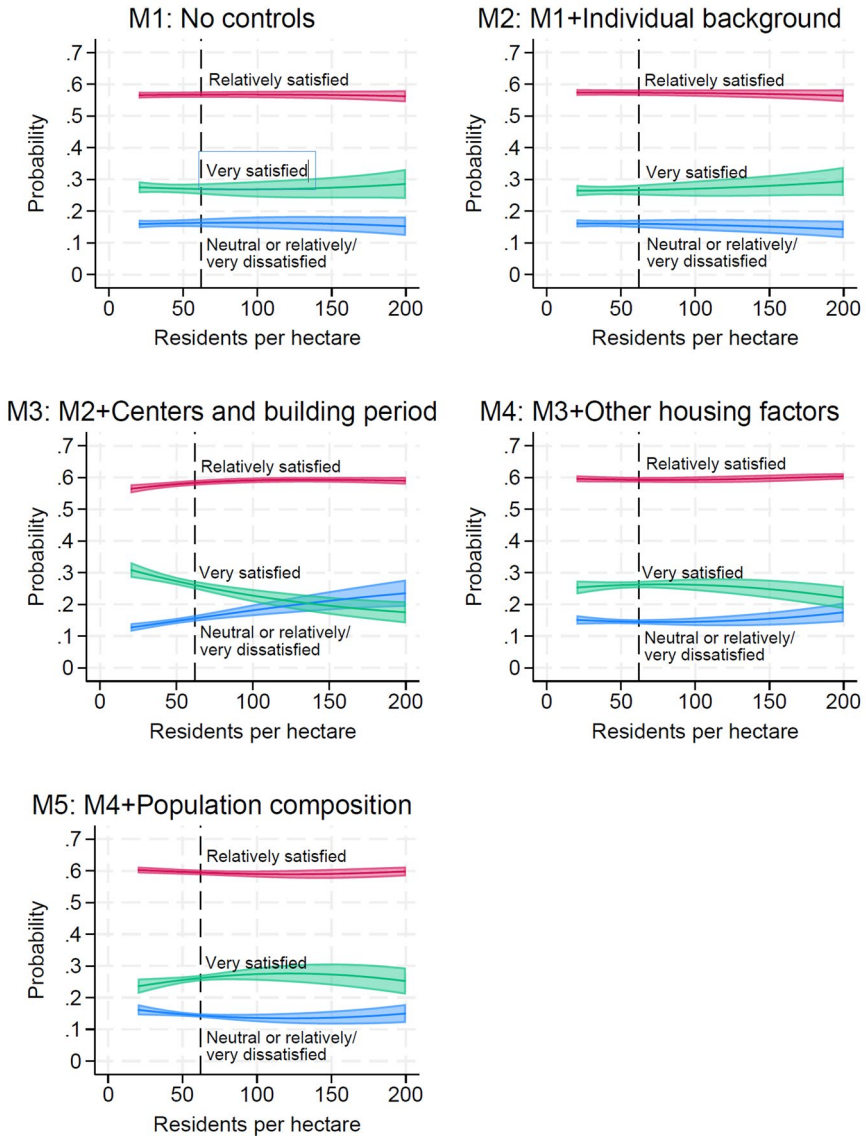 M1: No controls
.7
.6
.5
.4
.3
.2
.1
0
Probability
Relatively satisfied
Very satisfied
Neutral or relatively/
very dissatisfied
0 50 100 150 200
Residents per hectare
M2: M1+Individual background
.7
.6
.5
.4
.3
.2
.1
0
Probability
Relatively satisfied
Very satisfied
Neutral or relatively/
very dissatisfied
0 50 100 150 200
Residents per hectare
M3: M2+Centers and building period
.7
.6
.5
.4
.3
.2
.1
0
Probability
Relatively satisfied
Very satisfied
Neutral or relatively/
very dissatisfied
0 50 100 150 200
Residents per hectare
M4: M3+Other housing factors
.7
.6
.5
.4
.3
.2
.1
0
Probability
Relatively satisfied
Very satisfied
Neutral or relatively/
very dissatisfied
0 50 100 150 200
Residents per hectare
M5: M4+Population composition
.7
.6
.5
.4
.3
.2
.1
0
Probability
Relatively satisfied
Very satisfied
Neutral or relatively/
very dissatisfied
0 50 100 150 200
Residents per hectare